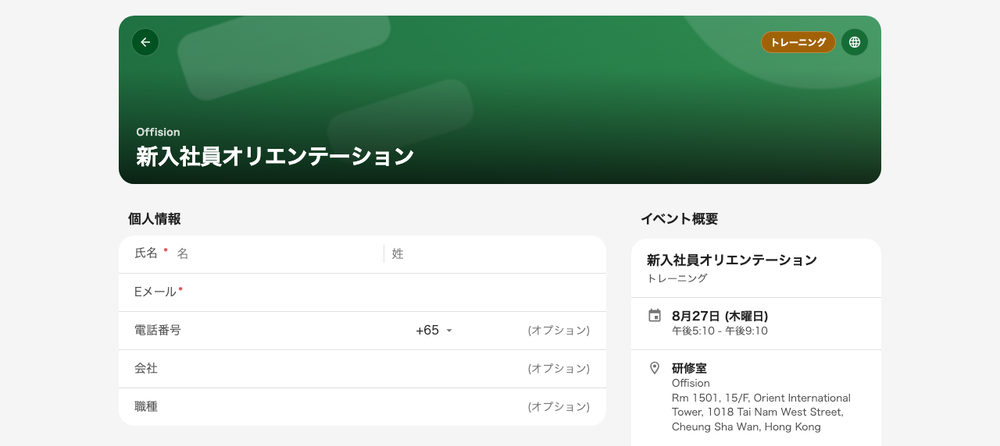 トレーニング
Offision
新入社員オリエンテーション
個人情報
氏名 * 名 姓
Eメール*
電話番号 +65 (オプション)
会社 (オプション)
職種 (オプション)
イベント概要
新入社員オリエンテーション
トレーニング
8月27日 (木曜日)
午後5:10 - 午後9:10
研修室
Offision
Rm 1501, 15/F, Orient International
Tower, 1018 Tai Nam West Street,
Cheung Sha Wan, Hong Kong